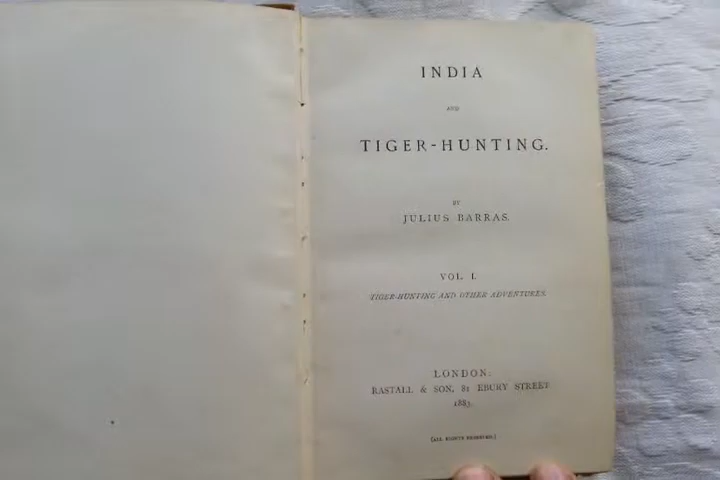 INDIA
AND
TIGER-HUNTING.
BY
JULIUS BARRAS.
VOL. I.
TIGER-HUNTING AND OTHER ADVENTURES.
LONDON:
RASTALL & SON, 81 EBURY STREET
1885.
[ALL RIGHTS RESERVED.]